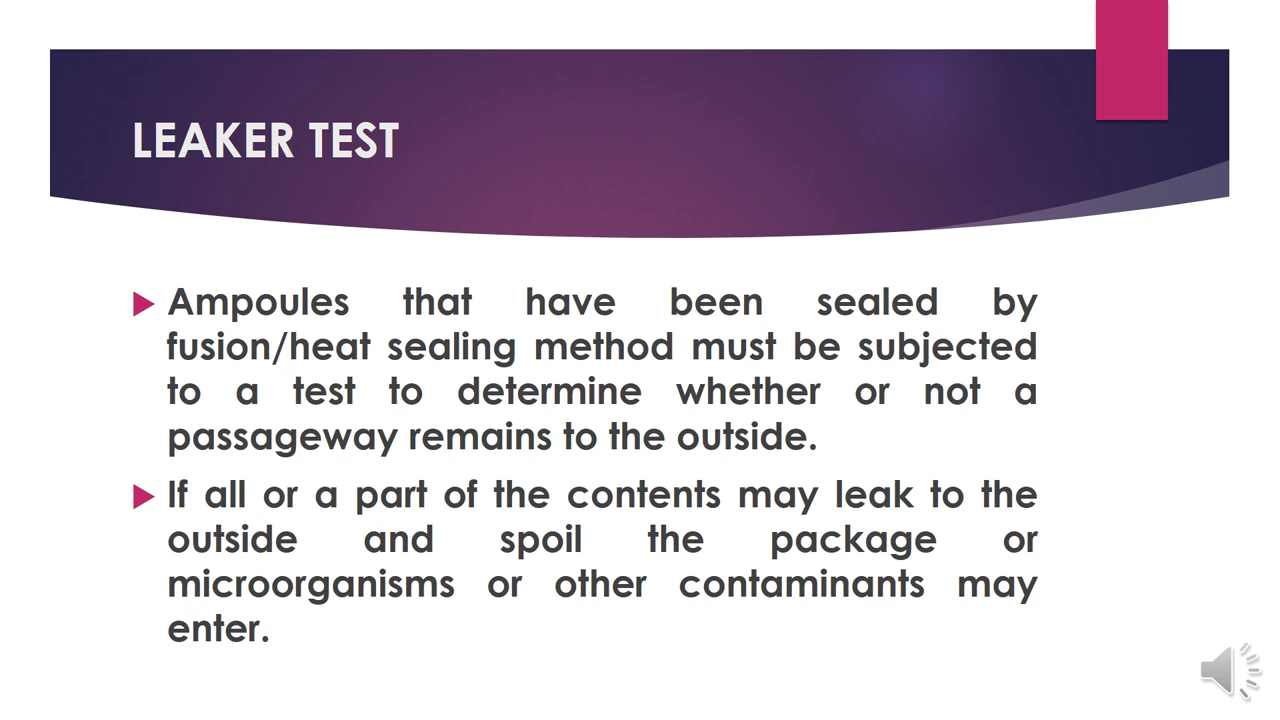 LEAKER TEST
Ampoules that have been sealed by
fusion/heat sealing method must be subjected
to a test to determine whether or not a
passageway remains to the outside.
If all or a part of the contents may leak to the
outside and spoil the package or
microorganisms or other contaminants may
enter.